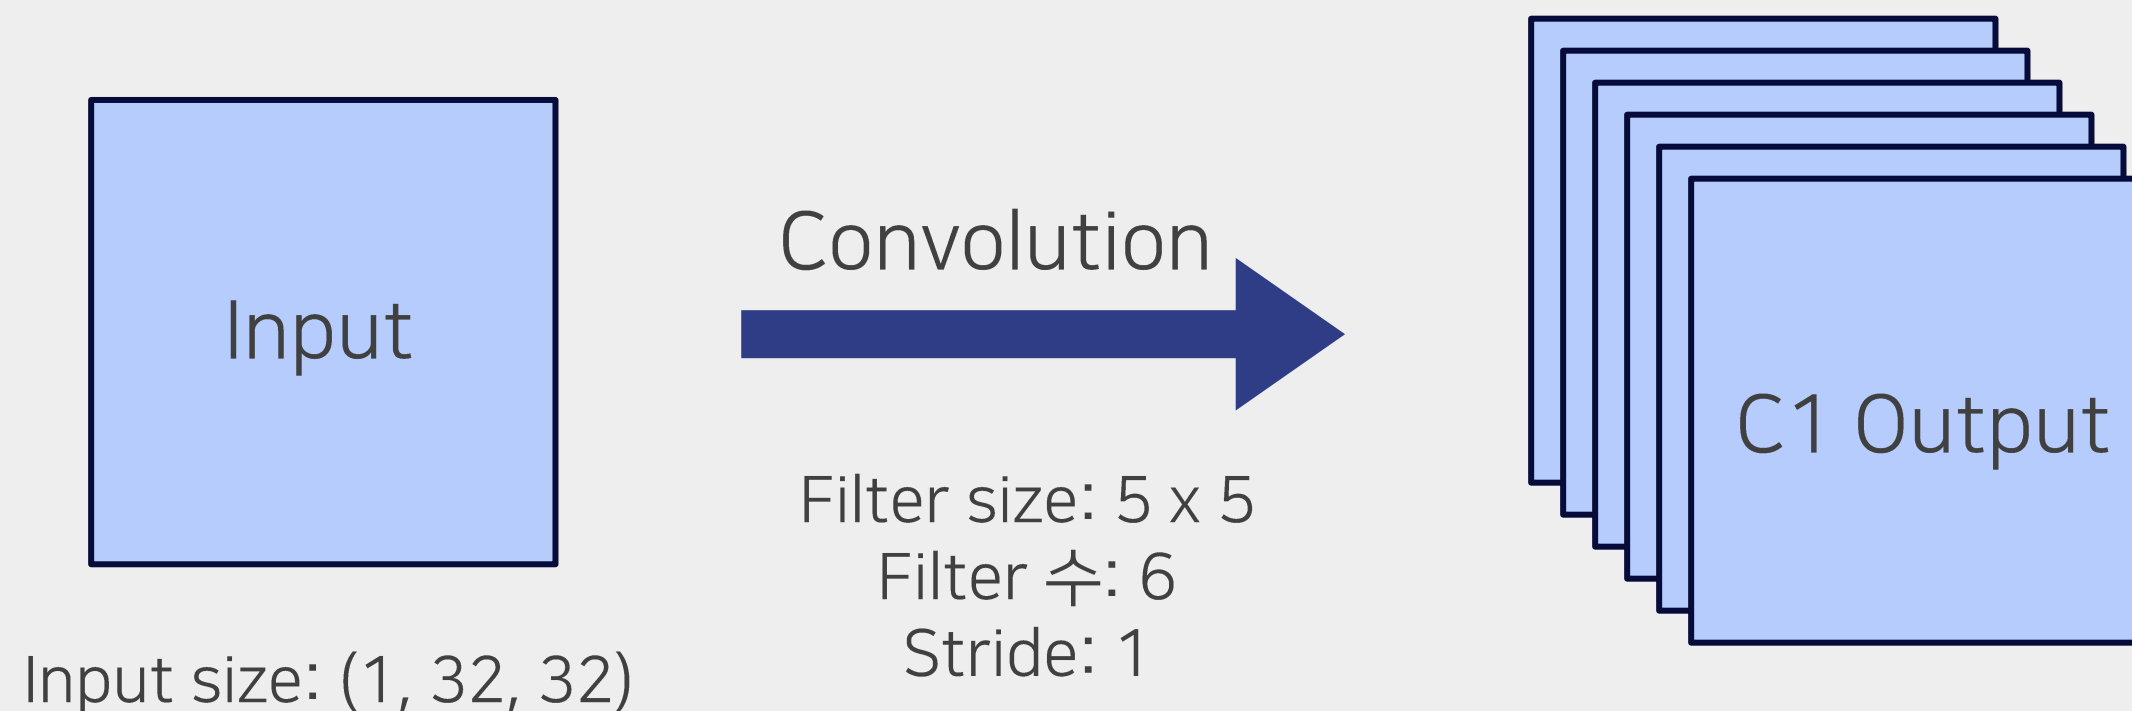 Input
Input size: (1, 32, 32)
Convolution
Filter size: 5 x 5
Filter 수: 6
Stride: 1
C1 Output